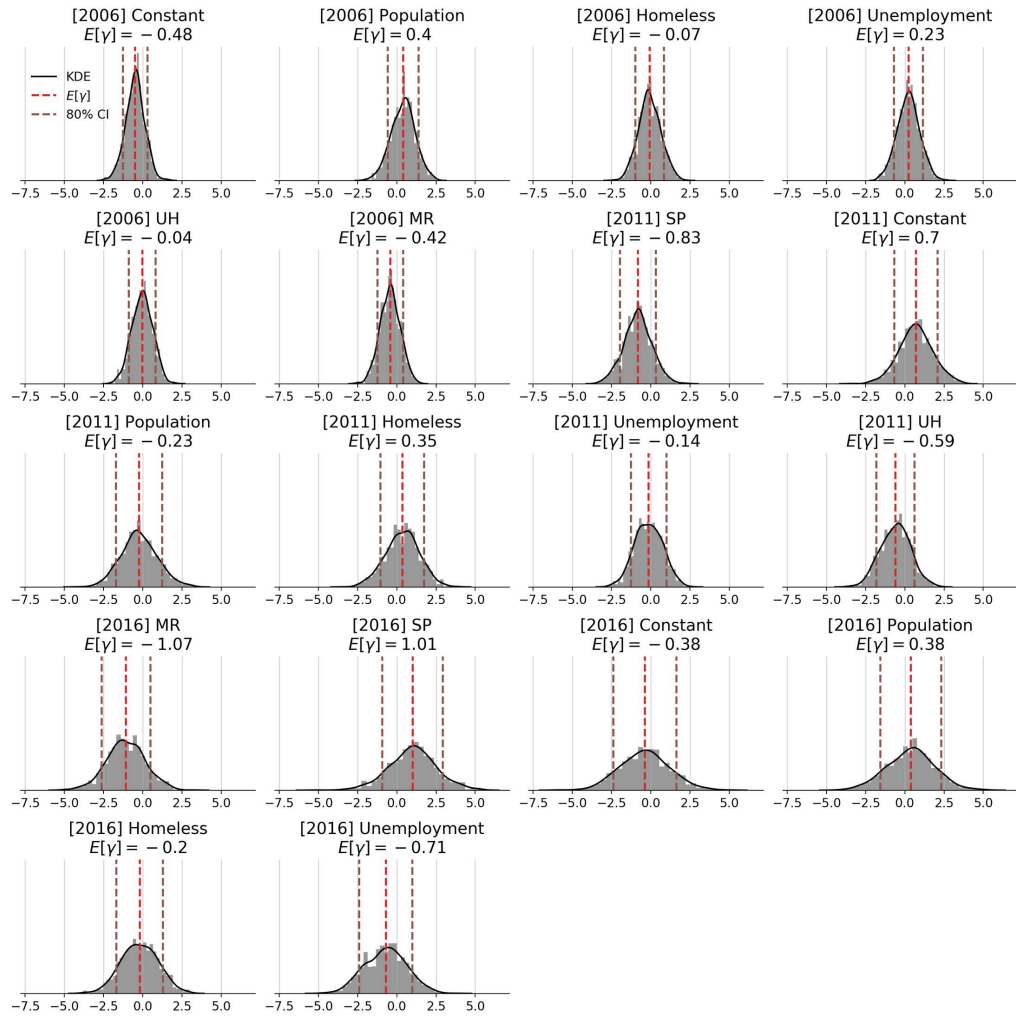 [2006] Constant
E[γ] = −0.48
[2006] Population
E[γ] = 0.4
[2006] Homeless
E[γ] = −0.07
[2006] Unemployment
E[γ] = 0.23
KDE
E[γ]
80% CI
−7.5 −5.0 −2.5 0.0 2.5 5.0
−7.5 −5.0 −2.5 0.0 2.5 5.0
−7.5 −5.0 −2.5 0.0 2.5 5.0
−7.5 −5.0 −2.5 0.0 2.5 5.0
[2006] UH
E[γ] = −0.04
[2006] MR
E[γ] = −0.42
[2011] SP
E[γ] = −0.83
[2011] Constant
E[γ] = 0.7
−7.5 −5.0 −2.5 0.0 2.5 5.0
−7.5 −5.0 −2.5 0.0 2.5 5.0
−7.5 −5.0 −2.5 0.0 2.5 5.0
−7.5 −5.0 −2.5 0.0 2.5 5.0
[2011] Population
E[γ] = −0.23
[2011] Homeless
E[γ] = 0.35
[2011] Unemployment
E[γ] = −0.14
[2011] UH
E[γ] = −0.59
−7.5 −5.0 −2.5 0.0 2.5 5.0
−7.5 −5.0 −2.5 0.0 2.5 5.0
−7.5 −5.0 −2.5 0.0 2.5 5.0
−7.5 −5.0 −2.5 0.0 2.5 5.0
[2016] MR
E[γ] = −1.07
[2016] SP
E[γ] = 1.01
[2016] Constant
E[γ] = −0.38
[2016] Population
E[γ] = 0.38
−7.5 −5.0 −2.5 0.0 2.5 5.0
−7.5 −5.0 −2.5 0.0 2.5 5.0
−7.5 −5.0 −2.5 0.0 2.5 5.0
−7.5 −5.0 −2.5 0.0 2.5 5.0
[2016] Homeless
E[γ] = −0.2
[2016] Unemployment
E[γ] = −0.71
−7.5 −5.0 −2.5 0.0 2.5 5.0
−7.5 −5.0 −2.5 0.0 2.5 5.0